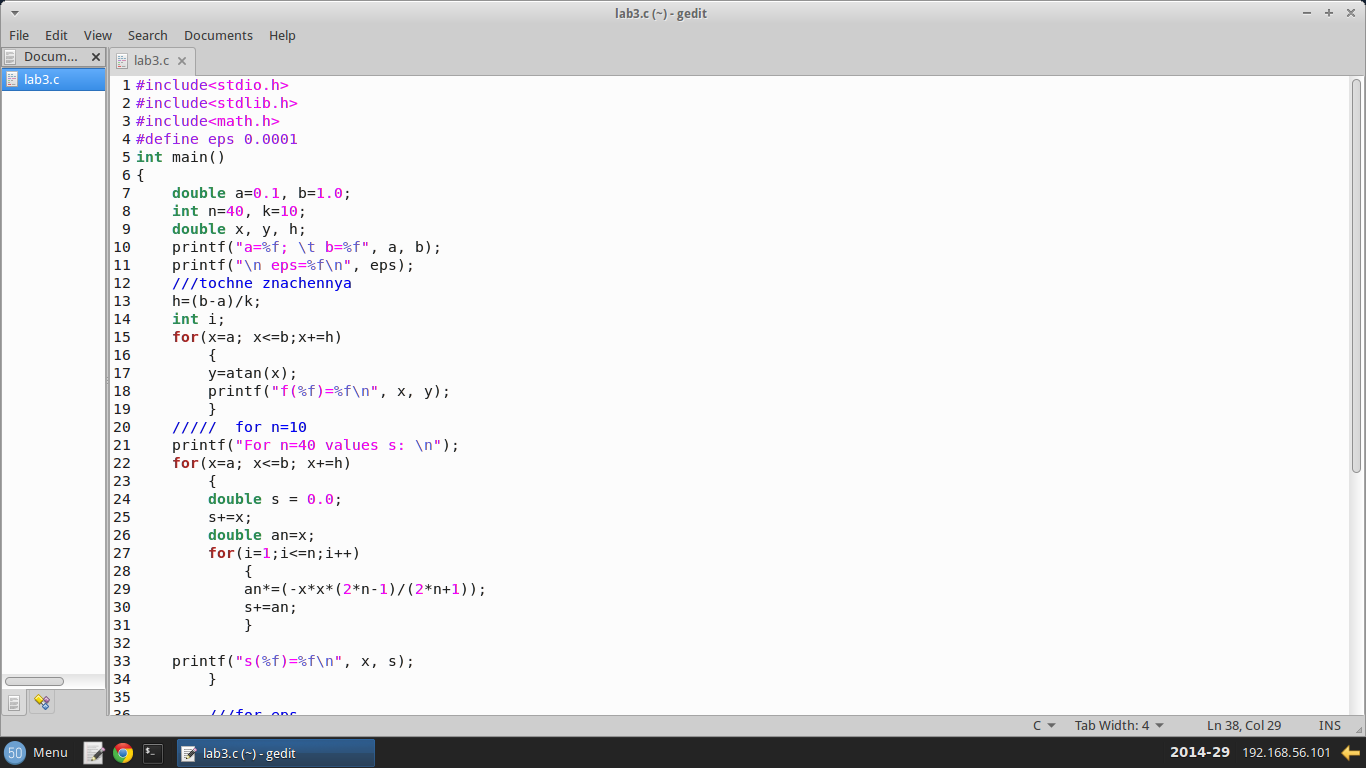 lab3.c (~) - gedit
File Edit View Search Documents Help
Docum...
lab3.c
lab3.c
1 #include<stdio.h>
2 #include<stdlib.h>
3 #include<math.h>
4 #define eps 0.0001
5 int main()
6 {
7     double a=0.1, b=1.0;
8     int n=40, k=10;
9     double x, y, h;
10     printf("a=%f; \t b=%f", a, b);
11     printf("\n eps=%f\n", eps);
12     ///tochne znachennya
13     h=(b-a)/k;
14     int i;
15     for(x=a; x<=b;x+=h)
16         {
17         y=atan(x);
18         printf("f(%f)=%f\n", x, y);
19         }
20     /////  for n=10
21     printf("For n=40 values s: \n");
22     for(x=a; x<=b; x+=h)
23         {
24         double s = 0.0;
25         s+=x;
26         double an=x;
27         for(i=1;i<=n;i++)
28             {
29             an*=(-x*x*(2*n-1)/(2*n+1));
30             s+=an;
31             }
32
33     printf("s(%f)=%f\n", x, s);
34         }
35
36         ///for eps
C Tab Width: 4 Ln 38, Col 29 INS
50 Menu lab3.c (~) - gedit 2014-29 192.168.56.101